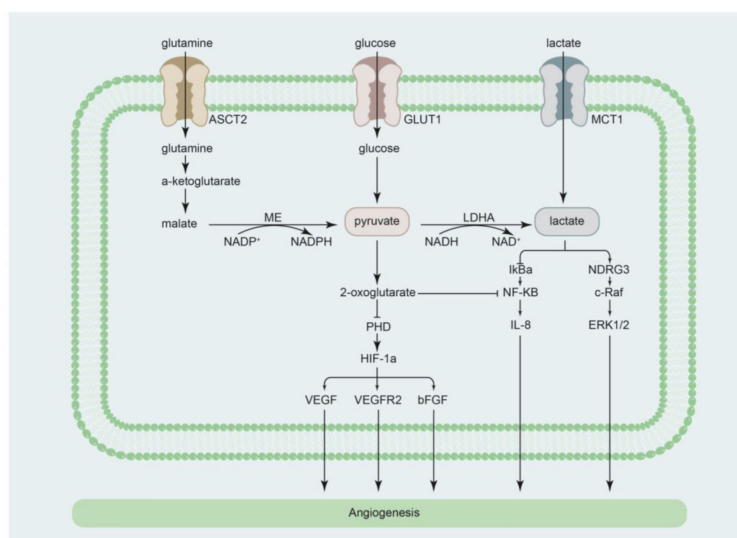 glutamine
glucose
lactate
ASCT2
GLUT1
MCT1
glutamine
glucose
a-ketoglutarate
malate
ME
pyruvate
LDHA
lactate
NADP⁺
NADPH
NADH
NAD⁺
IkBa
NDRG3
2-oxoglutarate
NF-KB
c-Raf
PHD
IL-8
ERK1/2
HIF-1a
VEGF
VEGFR2
bFGF
Angiogenesis